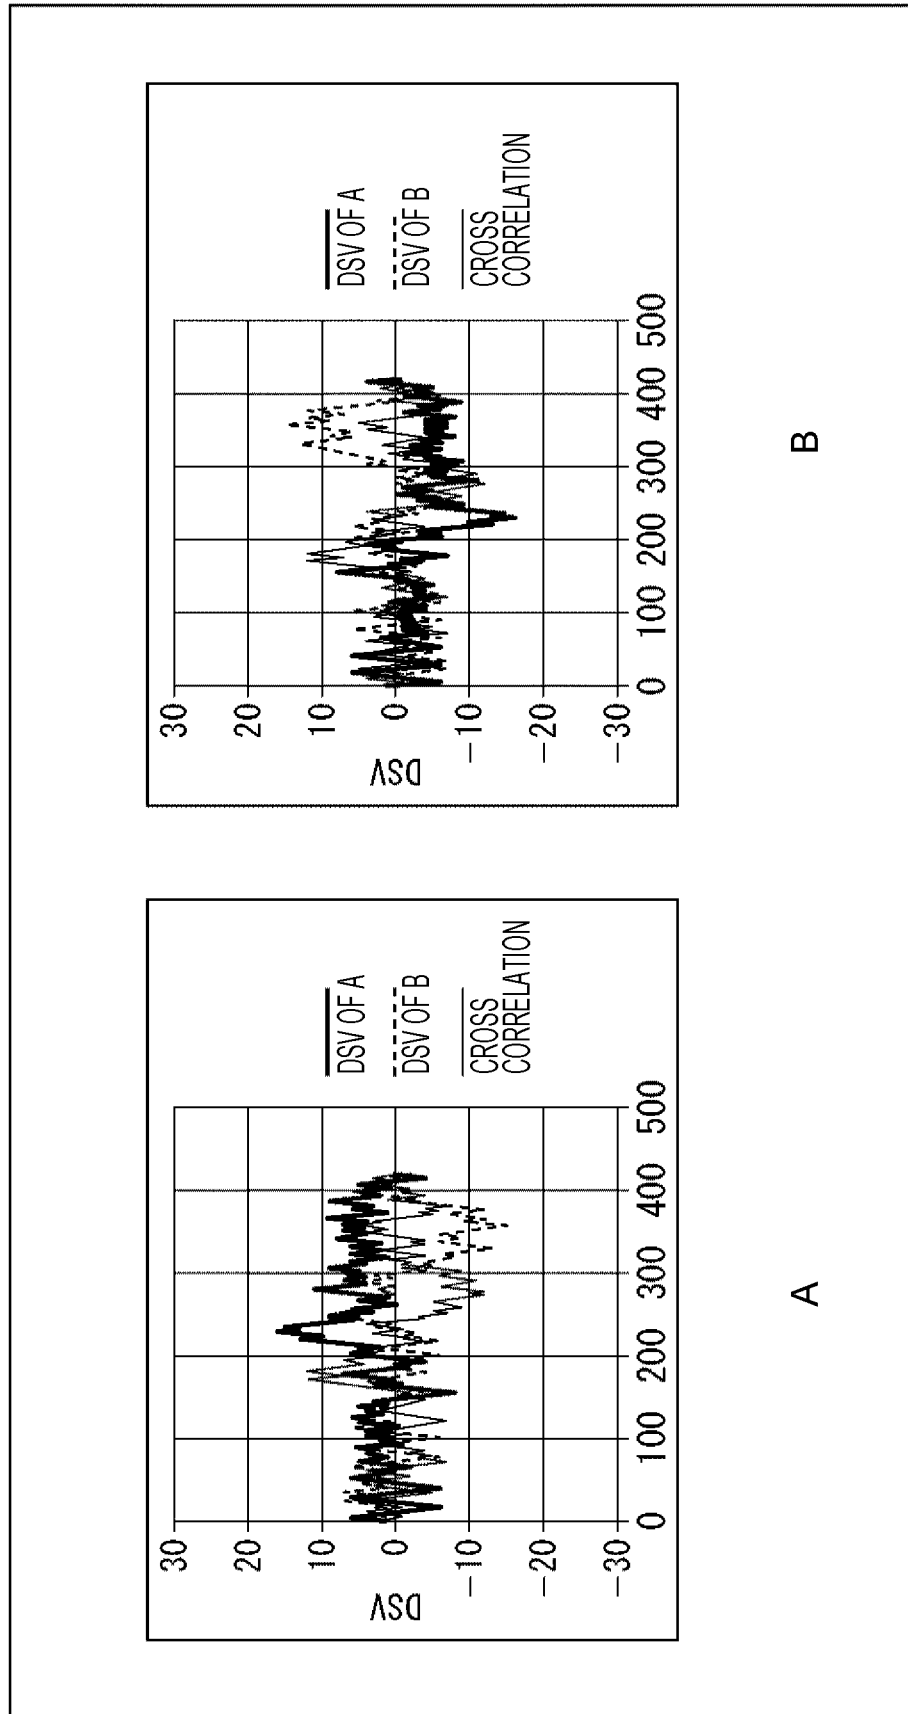 30
20
10
0
-10
-20
-30
DSV
0
100
200
300
400
500
DSV OF A
DSV OF B
CROSS
CORRELATION
A
30
20
10
0
-10
-20
-30
DSV
0
100
200
300
400
500
DSV OF A
DSV OF B
CROSS
CORRELATION
B